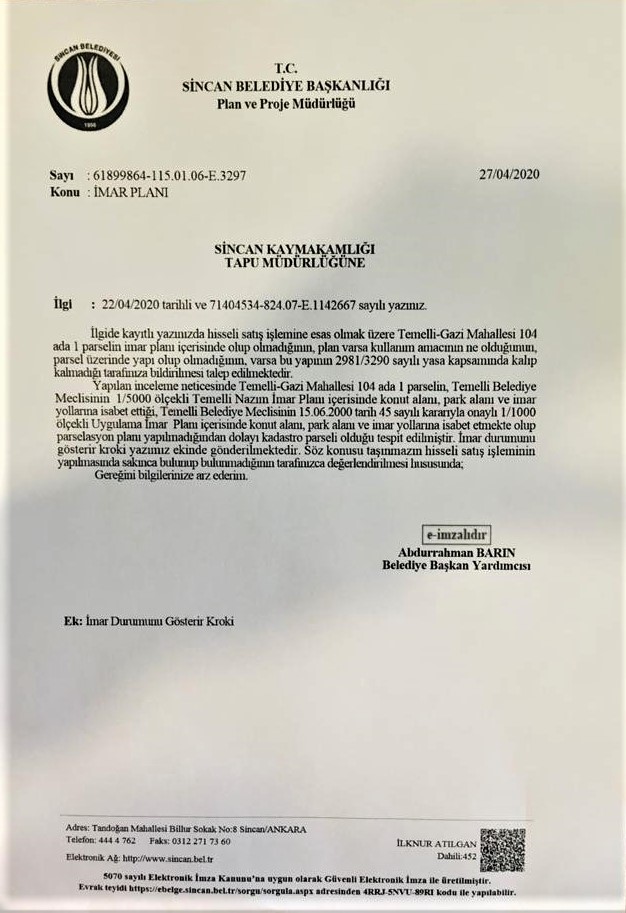 SİNCAN BELEDİYESİ
1956
T.C.
SİNCAN BELEDİYE BAŞKANLIĞI
Plan ve Proje Müdürlüğü
Sayı : 61899864-115.01.06-E.3297 27/04/2020
Konu : İMAR PLANI
SİNCAN KAYMAKAMLIĞI
TAPU MÜDÜRLÜĞÜNE
İlgi : 22/04/2020 tarihli ve 71404534-824.07-E.1142667 sayılı yazınız.
İlgide kayıtlı yazınızda hisseli satış işlemine esas olmak üzere Temelli-Gazi Mahallesi 104
ada 1 parselin imar planı içerisinde olup olmadığının, plan varsa kullanım amacının ne olduğunun,
parsel üzerinde yapı olup olmadığının, varsa bu yapının 2981/3290 sayılı yasa kapsamında kalıp
kalmadığı tarafınıza bildirilmesi talep edilmektedir.
Yapılan inceleme neticesinde Temelli-Gazi Mahallesi 104 ada 1 parselin, Temelli Belediye
Meclisinin 1/5000 ölçekli Temelli Nazım İmar Planı içerisinde konut alanı, park alanı ve imar
yollarına isabet ettiği, Temelli Belediye Meclisinin 15.06.2000 tarih 45 sayılı kararıyla onaylı 1/1000
ölçekli Uygulama İmar Planı içerisinde konut alanı, park alanı ve imar yollarına isabet etmekte olup
parselasyon planı yapılmadığından dolayı kadastro parseli olduğu tespit edilmiştir. İmar durumunu
gösterir kroki yazımız ekinde gönderilmektedir. Söz konusu taşınmazın hisseli satış işleminin
yapılmasında sakınca bulunup bulunmadığının tarafınızca değerlendirilmesi hususunda;
Gereğini bilgilerinize arz ederim.
e-imzalıdır
Abdurrahman BARIN
Belediye Başkan Yardımcısı
Ek: İmar Durumunu Gösterir Kroki
Adres: Tandoğan Mahallesi Billur Sokak No:8 Sincan/ANKARA
Telefon: 444 4 762 Faks: 0312 271 73 60
Elektronik Ağ: http://www.sincan.bel.tr
İLKNUR ATILGAN
Dahili:452
5070 sayılı Elektronik İmza Kanunu'na uygun olarak Güvenli Elektronik İmza ile üretilmiştir.
Evrak teyidi https://ebelge.sincan.bel.tr/sorgu/sorgula.aspx adresinden 4RRJ-5NVU-89RI kodu ile yapılabilir.